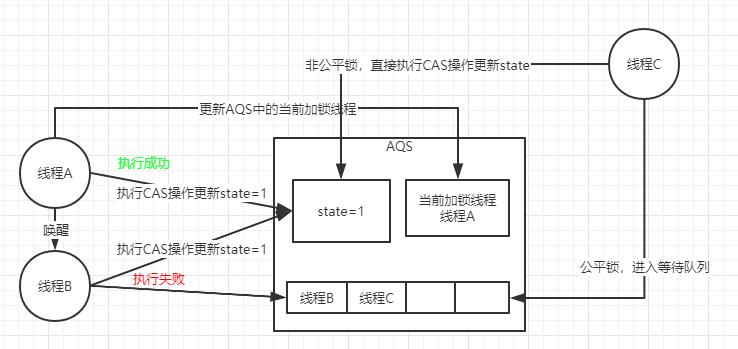 非公平锁，直接执行CAS操作更新state
线程C
更新AQS中的当前加锁线程
AQS
执行成功
线程A
执行CAS操作更新state=1
state=1
当前加锁线程
线程A
唤醒
执行CAS操作更新state=1
公平锁，进入等待队列
执行失败
线程B
线程B
线程C